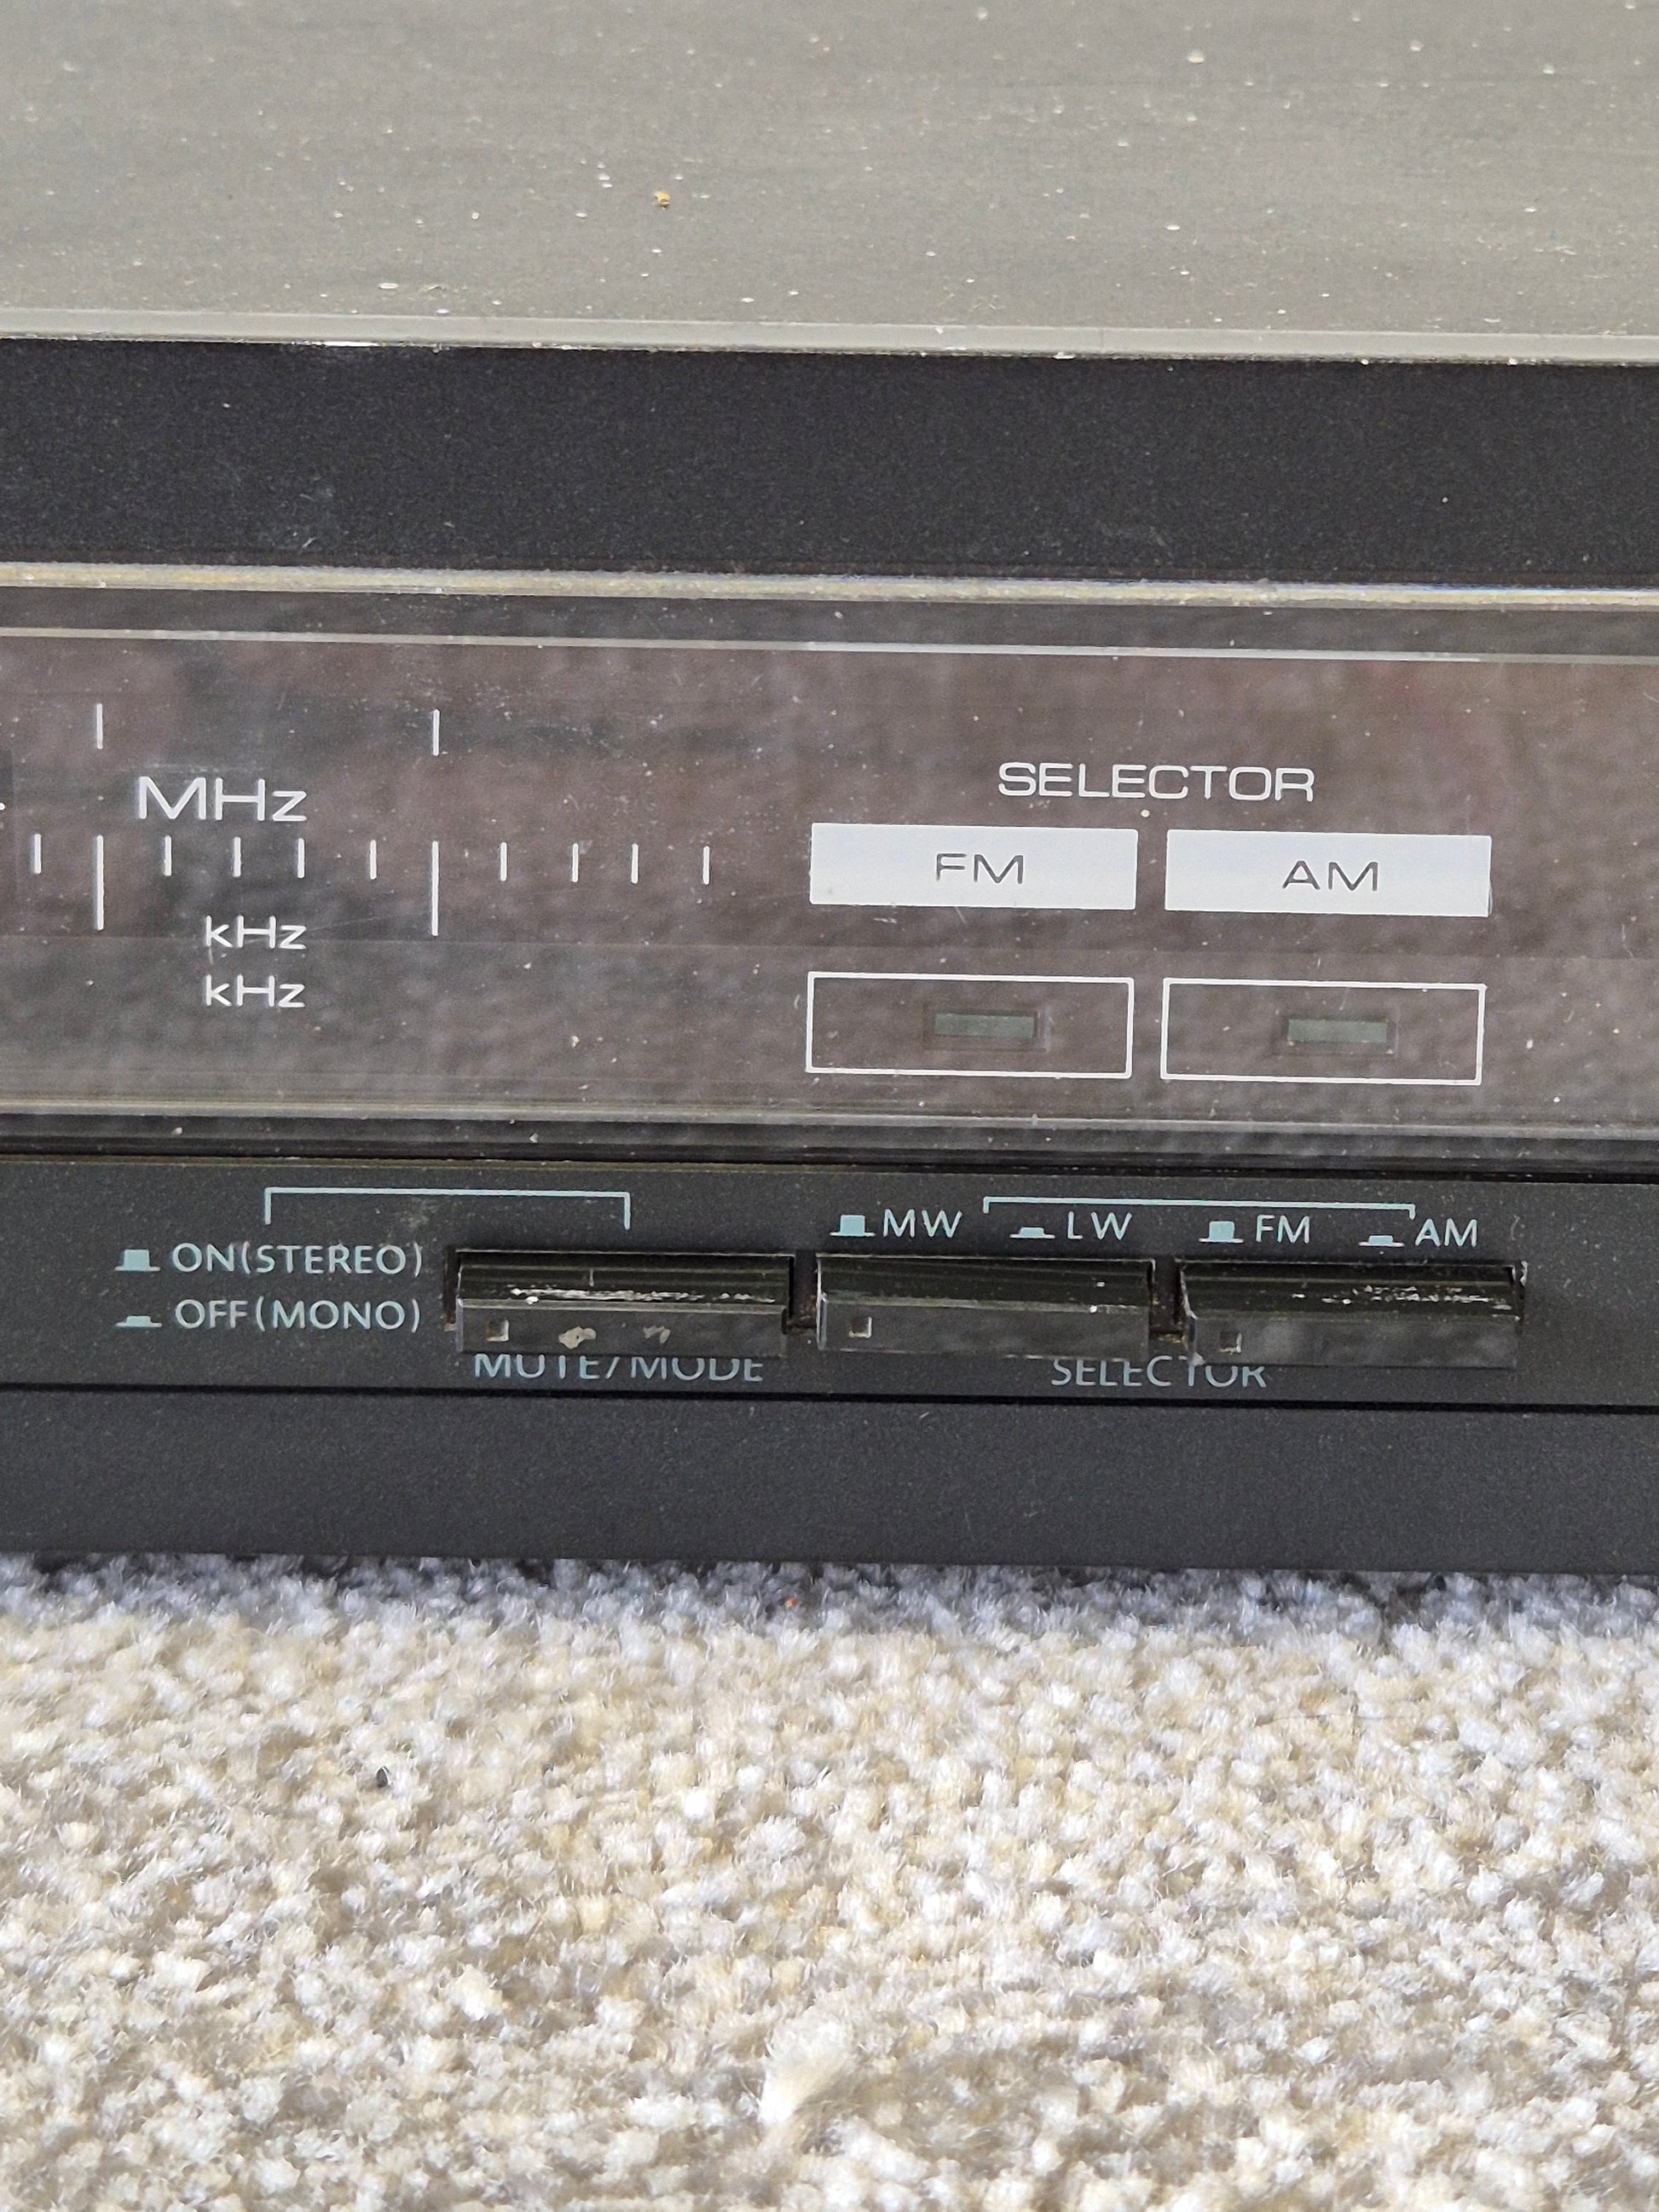 MHz
kHz
kHz
SELECTOR
FM AM
MW LW FM AM
ON(STEREO)
OFF(MONO)
MUTE/MODE SELECTOR